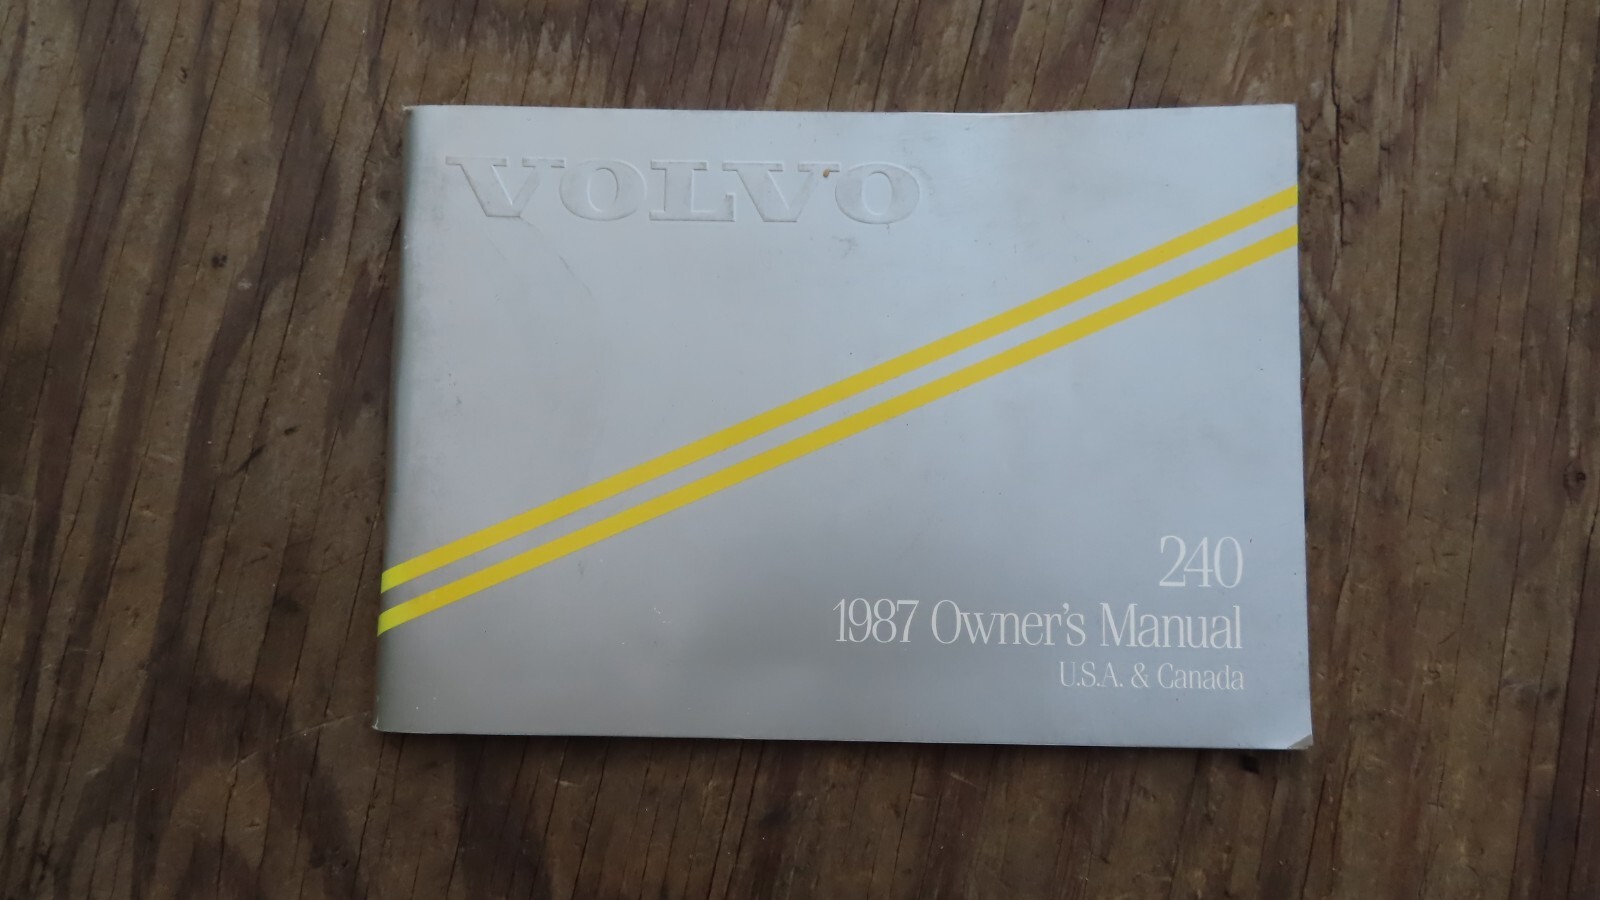 VOLVO
240
1987 Owner's Manual
U.S.A. & Canada